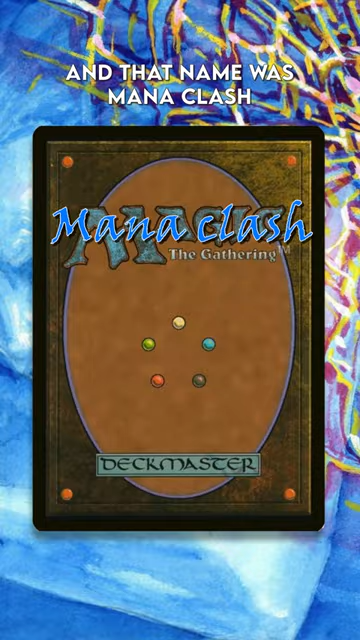 AND THAT NAME WAS
MANA CLASH
Mana clash
The Gathering™
DECKMASTER